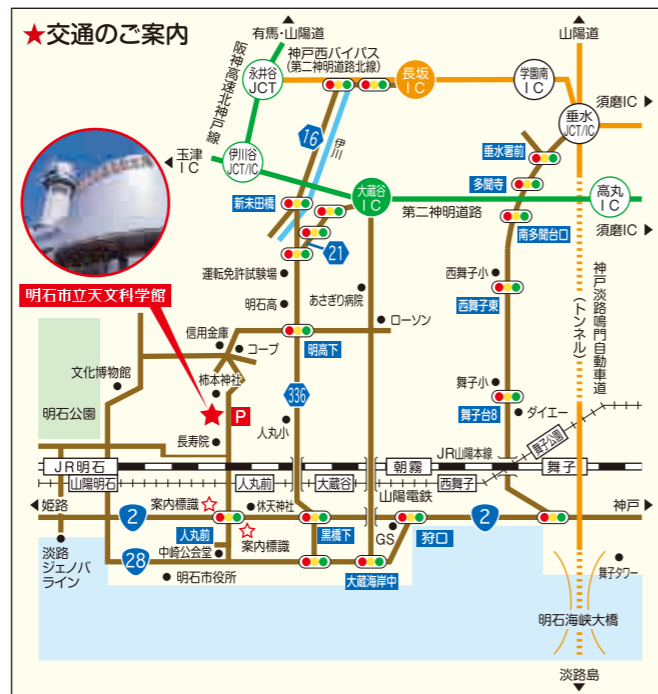 ★交通のご案内
有馬・山陽道
山陽道
阪神高速北神戸線
神戸西バイパス
(第二神明道路北線)
永井谷
JCT
長坂
IC
学園南
IC
須磨IC
垂水
JCT/IC
16
伊川
玉津
IC
伊川谷
JCT/IC
垂水署前
多聞寺
大蔵谷
IC
高丸
IC
新未田橋
第二神明道路
南多聞台口
須磨IC
21
運転免許試験場
西舞子小
明石市立天文科学館
あさぎり病院
西舞子東
神戸淡路鳴門自動車道
(トンネル)
明石高
ローソン
信用金庫
コープ
明高下
文化博物館
柿本神社
336
舞子小
明石公園
P
人丸小
舞子台8
ダイエー
長寿院
JR山陽本線
舞子公園
JR明石
朝霧
舞子
山陽明石
人丸前
大蔵谷
西舞子
山陽電鉄
姫路
案内標識
休天神社
神戸
2
2
人丸前
案内標識
黒橋下
GS
狩口
淡路
ジェノバ
ライン
28
中崎公会堂
明石市役所
大蔵海岸中
舞子タワー
明石海峡大橋
淡路島